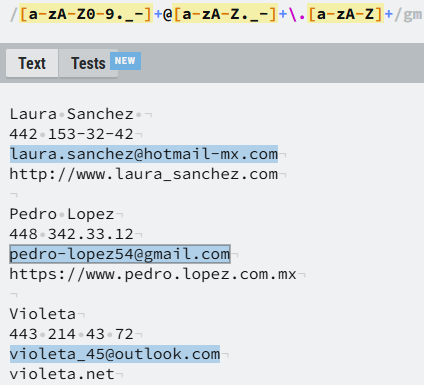 /[a-zA-Z0-9._-]+@[a-zA-Z._-]+\.[a-zA-Z]+/gm
Text Tests NEW
Laura Sanchez
442 153-32-42
laura.sanchez@hotmail-mx.com
http://www.laura_sanchez.com
Pedro Lopez
448 342.33.12
pedro-lopez54@gmail.com
https://www.pedro.lopez.com.mx
Violeta
443 214 43 72
violeta_45@outlook.com
violeta.net